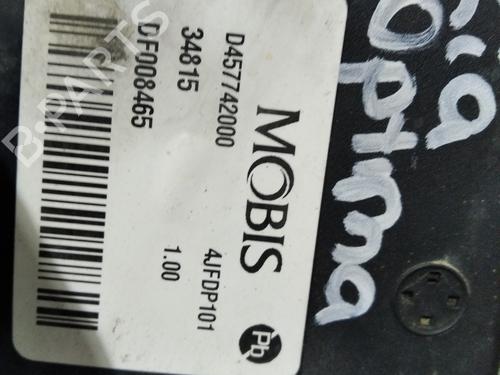 MOBIS
D457742000 4JFDP101
34815 1.00
DF008465
Pb
optima
B-PARTS